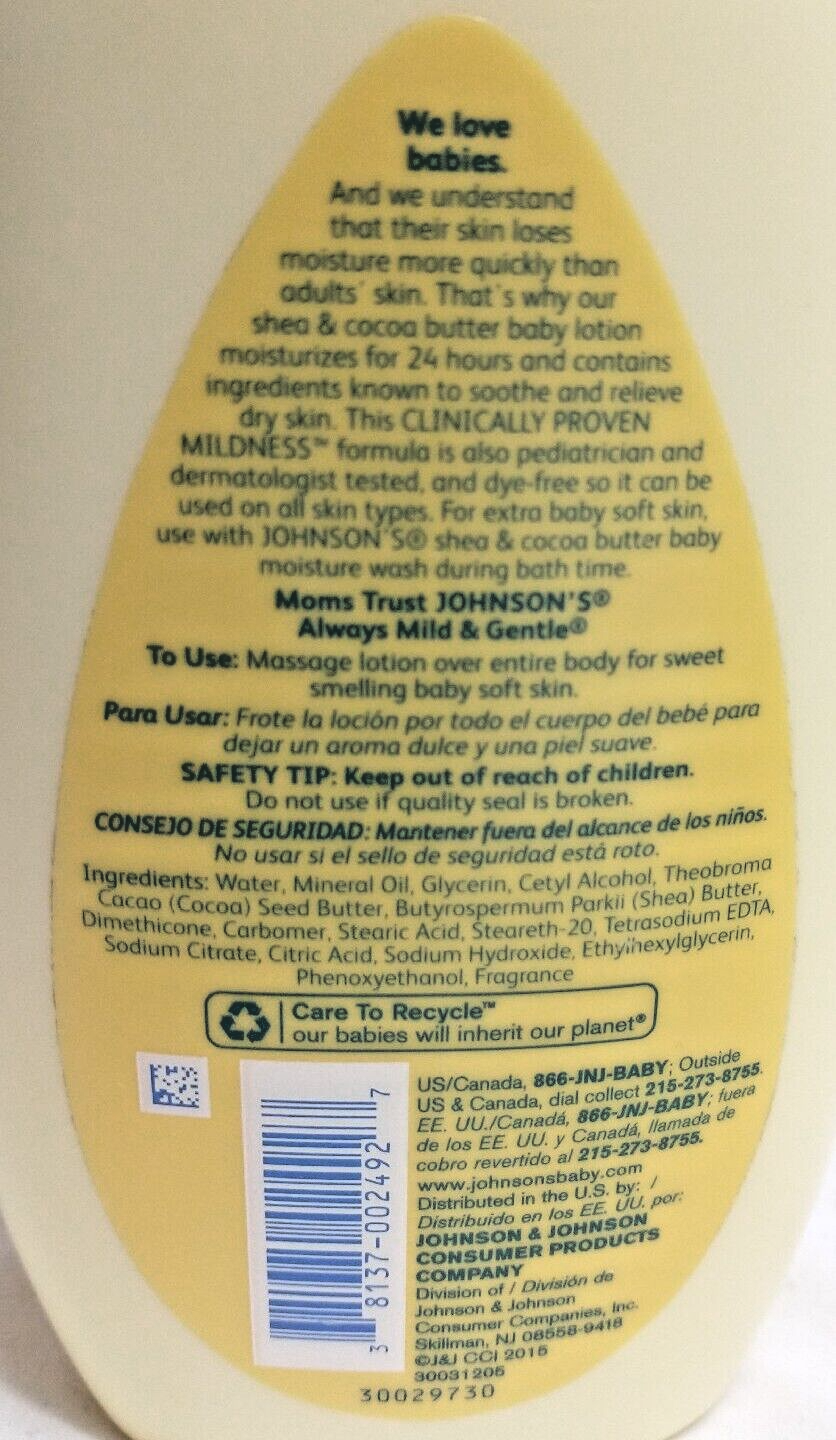 We love
babies.
And we understand
that their skin loses
moisture more quickly than
adults' skin. That's why our
shea & cocoa butter baby lotion
moisturizes for 24 hours and contains
ingredients known to soothe and relieve
dry skin. This CLINICALLY PROVEN
MILDNESS™ formula is also pediatrician and
dermatologist tested, and dye-free so it can be
used on all skin types. For extra baby soft skin,
use with JOHNSON'S® shea & cocoa butter baby
moisture wash during bath time.
Moms Trust JOHNSON'S®
Always Mild & Gentle®
To Use: Massage lotion over entire body for sweet
smelling baby soft skin.
Para Usar: Frote la loción por todo el cuerpo del bebé para
dejar un aroma dulce y una piel suave.
SAFETY TIP: Keep out of reach of children.
Do not use if quality seal is broken.
CONSEJO DE SEGURIDAD: Mantener fuera del alcance de los niños.
No usar si el sello de seguridad está roto.
Ingredients: Water, Mineral Oil, Glycerin, Cetyl Alcohol, Theobroma
Cacao (Cocoa) Seed Butter, Butyrospermum Parkii (Shea) Butter,
Dimethicone, Carbomer, Stearic Acid, Steareth-20, Tetrasodium EDTA,
Sodium Citrate, Citric Acid, Sodium Hydroxide, Ethylhexylglycerin,
Phenoxyethanol, Fragrance
Care To Recycle™
our babies will inherit our planet®
US/Canada, 866-JNJ-BABY; Outside
US & Canada, dial collect 215-273-8755.
EE. UU./Canadá, 866-JNJ-BABY; fuera
de los EE. UU. y Canadá, llamada de
cobro revertido al 215-273-8755.
www.johnsonsbaby.com
Distributed in the U.S. by: /
Distribuido en los EE. UU. por:
JOHNSON & JOHNSON
CONSUMER PRODUCTS
COMPANY
Division of / División de
Johnson & Johnson
Consumer Companies, Inc.
Skillman, NJ 08558-9418
©J&J CCI 2015
30031205
30029730
3 8137-002492 7